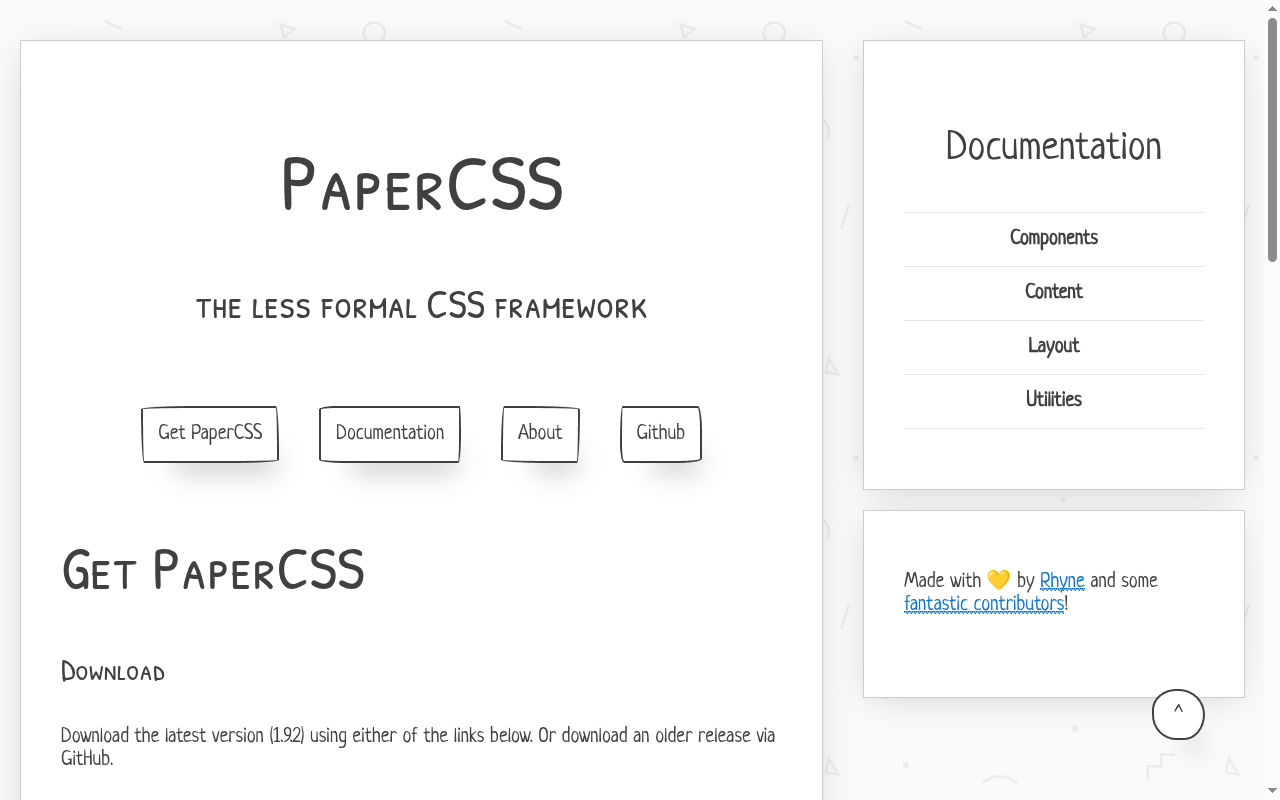 PaperCSS
the less formal CSS framework
Get PaperCSS
Documentation
About
Github
Get PaperCSS
Download
Download the latest version (1.9.2) using either of the links below. Or download an older release via
GitHub.
Documentation
Components
Content
Layout
Utilities
Made with 💛 by Rhyne and some
fantastic contributors!
^